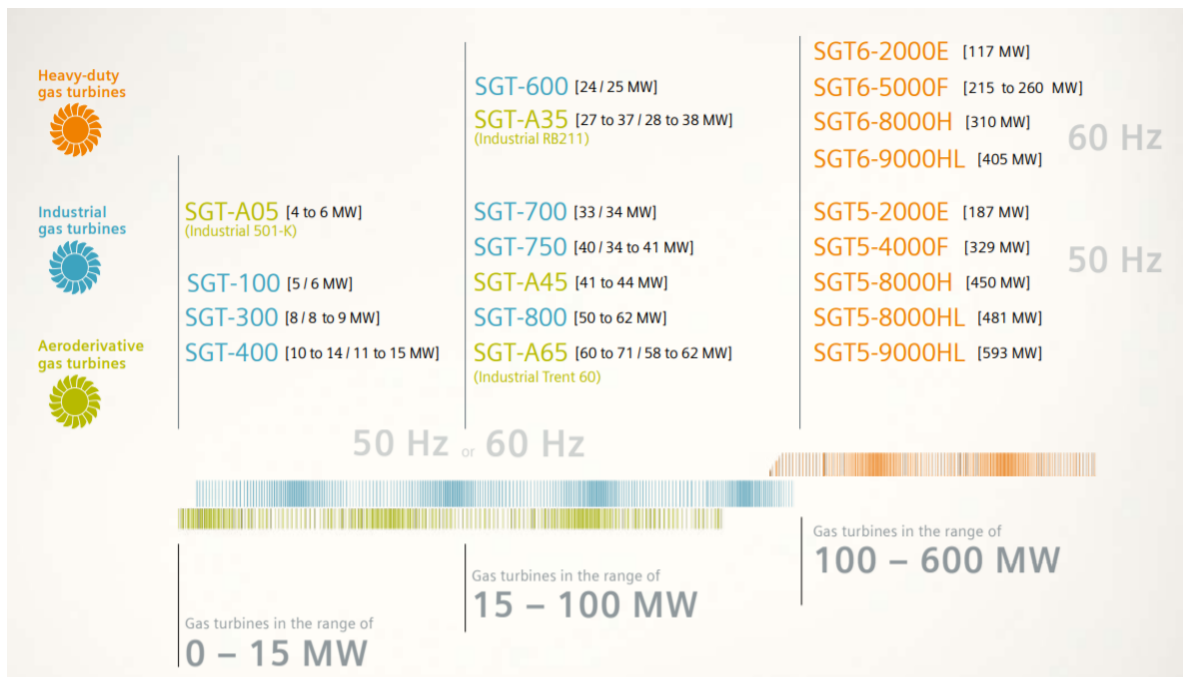 Heavy-duty
gas turbines
Industrial
gas turbines
Aeroderivative
gas turbines
SGT-A05 [4 to 6 MW]
(Industrial 501-K)
SGT-100 [5 / 6 MW]
SGT-300 [8 / 8 to 9 MW]
SGT-400 [10 to 14 / 11 to 15 MW]
SGT-600 [24 / 25 MW]
SGT-A35 [27 to 37 / 28 to 38 MW]
(Industrial RB211)
SGT-700 [33 / 34 MW]
SGT-750 [40 / 34 to 41 MW]
SGT-A45 [41 to 44 MW]
SGT-800 [50 to 62 MW]
SGT-A65 [60 to 71 / 58 to 62 MW]
(Industrial Trent 60)
SGT6-2000E [117 MW]
SGT6-5000F [215 to 260 MW]
SGT6-8000H [310 MW]
SGT6-9000HL [405 MW]
60 Hz
SGT5-2000E [187 MW]
SGT5-4000F [329 MW]
SGT5-8000H [450 MW]
SGT5-8000HL [481 MW]
SGT5-9000HL [593 MW]
50 Hz
50 Hz or 60 Hz
Gas turbines in the range of
0 – 15 MW
Gas turbines in the range of
15 – 100 MW
Gas turbines in the range of
100 – 600 MW